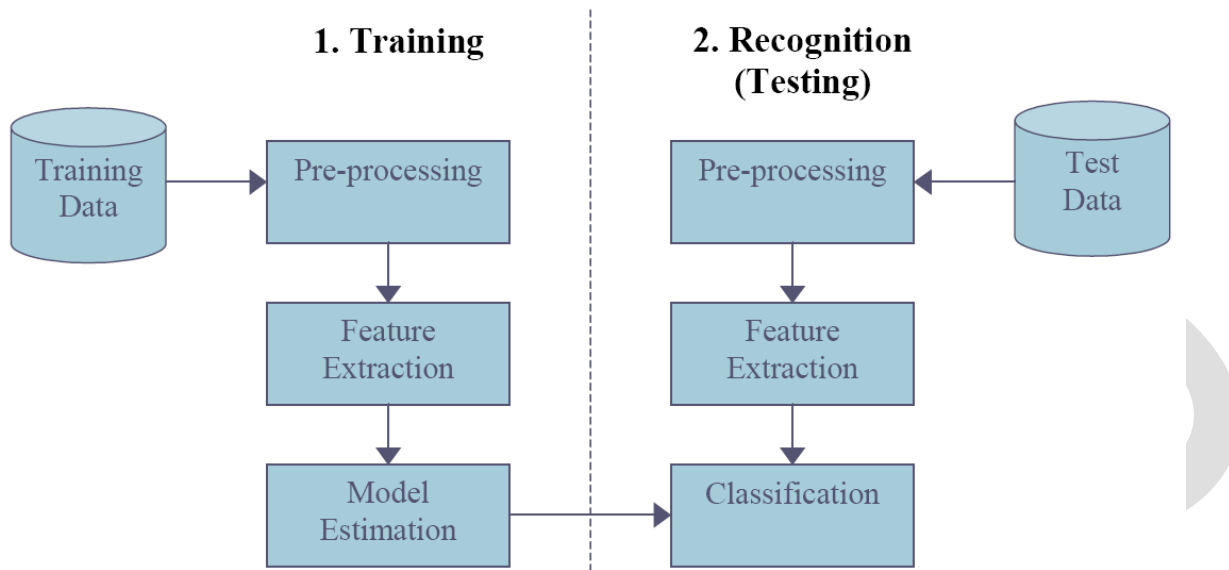 1. Training
Training
Data
Pre-processing
Feature
Extraction
Model
Estimation
2. Recognition
(Testing)
Test
Data
Pre-processing
Feature
Extraction
Classification